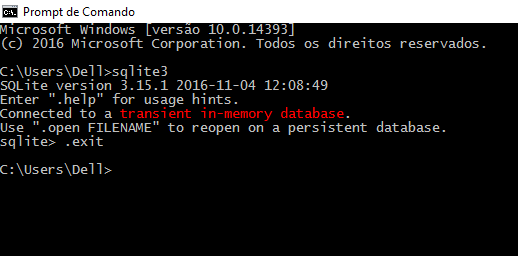 Prompt de Comando
Microsoft Windows [versão 10.0.14393]
(c) 2016 Microsoft Corporation. Todos os direitos reservados.
C:\Users\Dell>sqlite3
SQLite version 3.15.1 2016-11-04 12:08:49
Enter ".help" for usage hints.
Connected to a transient in-memory database.
Use ".open FILENAME" to reopen on a persistent database.
sqlite> .exit
C:\Users\Dell>